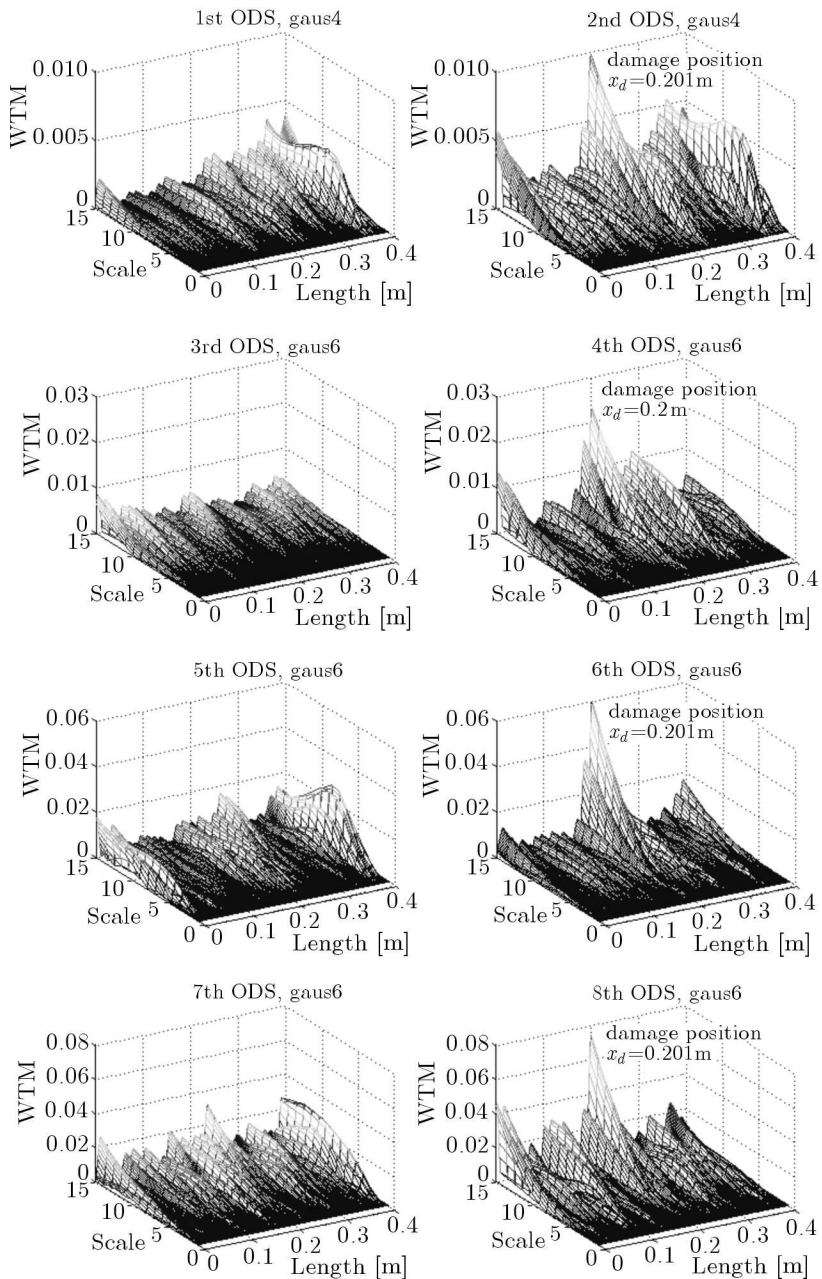 1st ODS, gaus4
0.010
0.005
0
WTM
15
10
5
0
Scale
0
0.1
0.2
0.3
0.4
Length [m]
2nd ODS, gaus4
damage position
x_d=0.201m
0.010
0.005
0
WTM
15
10
5
0
Scale
0
0.1
0.2
0.3
0.4
Length [m]
3rd ODS, gaus6
0.03
0.02
0.01
0
WTM
15
10
5
0
Scale
0
0.1
0.2
0.3
0.4
Length [m]
4th ODS, gaus6
damage position
x_d=0.2m
0.03
0.02
0.01
0
WTM
15
10
5
0
Scale
0
0.1
0.2
0.3
0.4
Length [m]
5th ODS, gaus6
0.06
0.04
0.02
0
WTM
15
10
5
0
Scale
0
0.1
0.2
0.3
0.4
Length [m]
6th ODS, gaus6
damage position
x_d=0.201m
0.06
0.04
0.02
0
WTM
15
10
5
0
Scale
0
0.1
0.2
0.3
0.4
Length [m]
7th ODS, gaus6
0.08
0.06
0.04
0.02
0
WTM
15
10
5
0
Scale
0
0.1
0.2
0.3
0.4
Length [m]
8th ODS, gaus6
damage position
x_d=0.201m
0.08
0.06
0.04
0.02
0
WTM
15
10
5
0
Scale
0
0.1
0.2
0.3
0.4
Length [m]